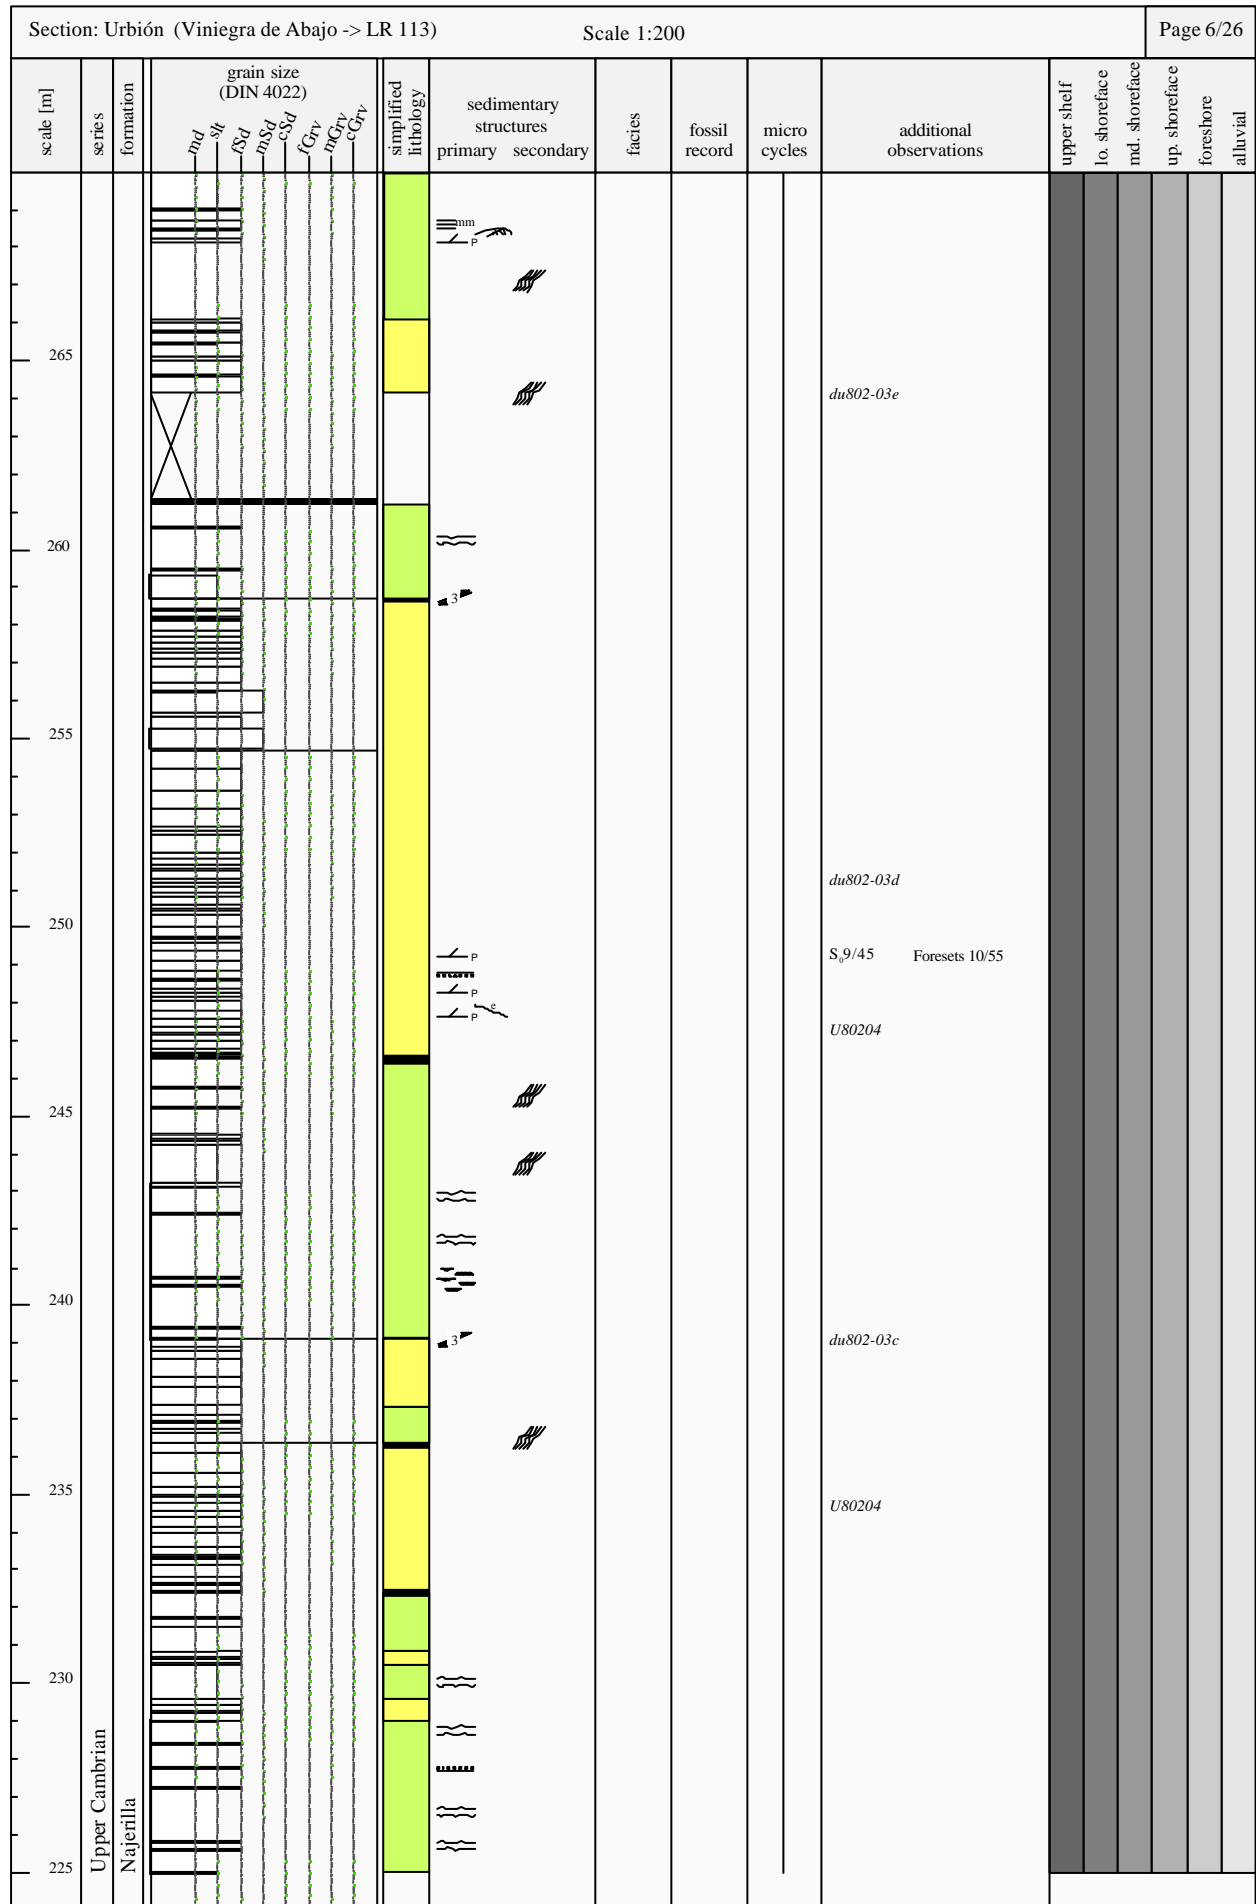 Section: Urbión (Viniegra de Abajo -> LR 113) Scale 1:200 Page 6/26
scale [m]
series
formation
grain size
(DIN 4022)
md
slt
fSd
mSd
cSd
fGrv
mGrv
cGrv
simplified
lithology
sedimentary
structures
primary secondary
facies
fossil
record
micro
cycles
additional
observations
upper shelf
lo. shoreface
md. shoreface
up. shoreface
foreshore
alluvial
mm
P
265
du802-03e
260
3
255
du802-03d
250
P
S₀9/45 Foresets 10/55
P
e
P
U80204
245
240
3
du802-03c
235
U80204
230
Upper Cambrian
Najerilla
225